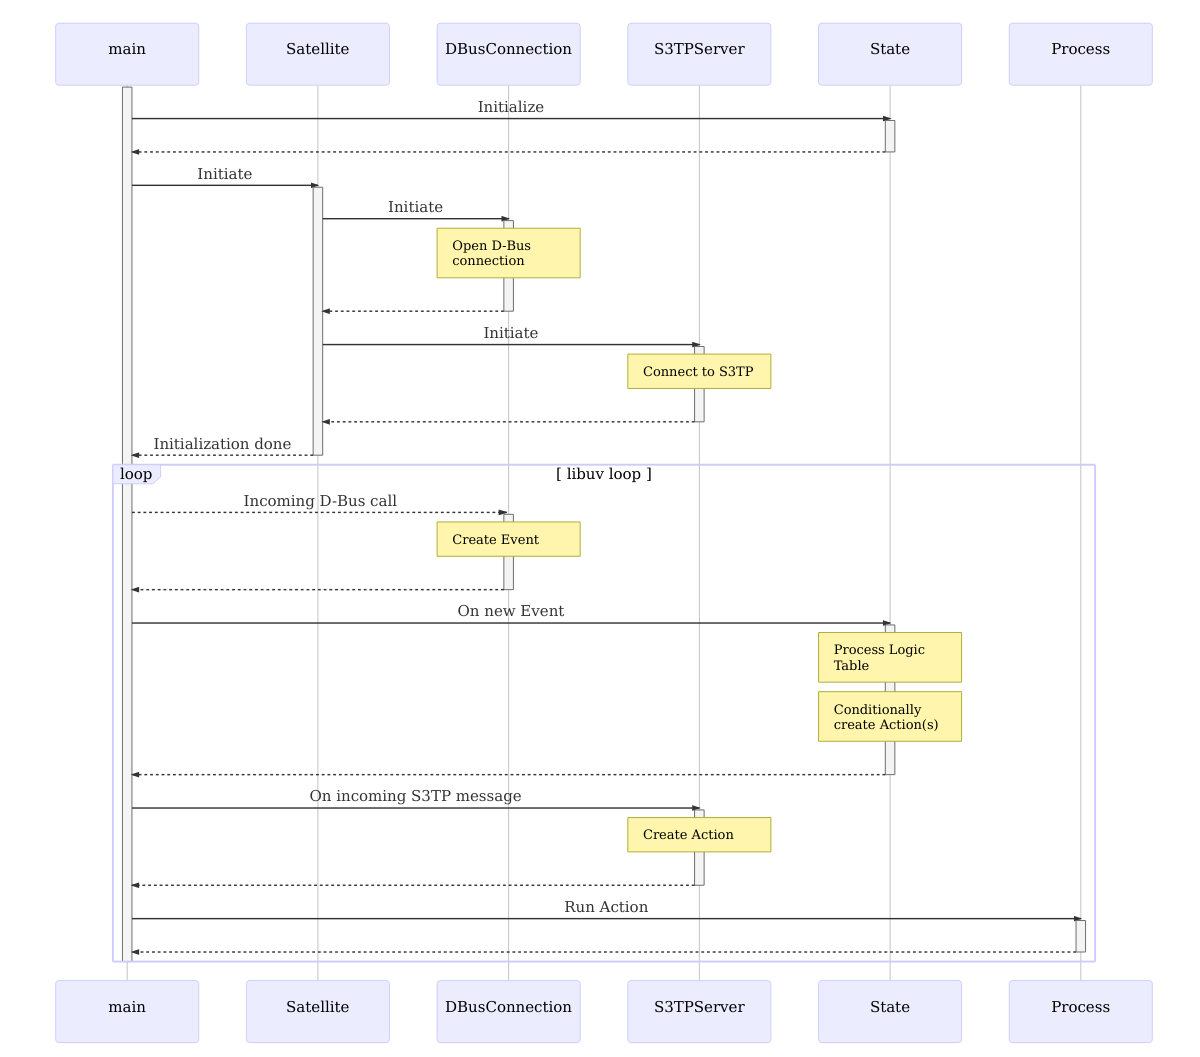 main
Satellite
DBusConnection
S3TPServer
State
Process
Initialize
Initiate
Initiate
Open D-Bus
connection
Initiate
Connect to S3TP
Initialization done
loop
[ libuv loop ]
Incoming D-Bus call
Create Event
On new Event
Process Logic
Table
Conditionally
create Action(s)
On incoming S3TP message
Create Action
Run Action
main
Satellite
DBusConnection
S3TPServer
State
Process